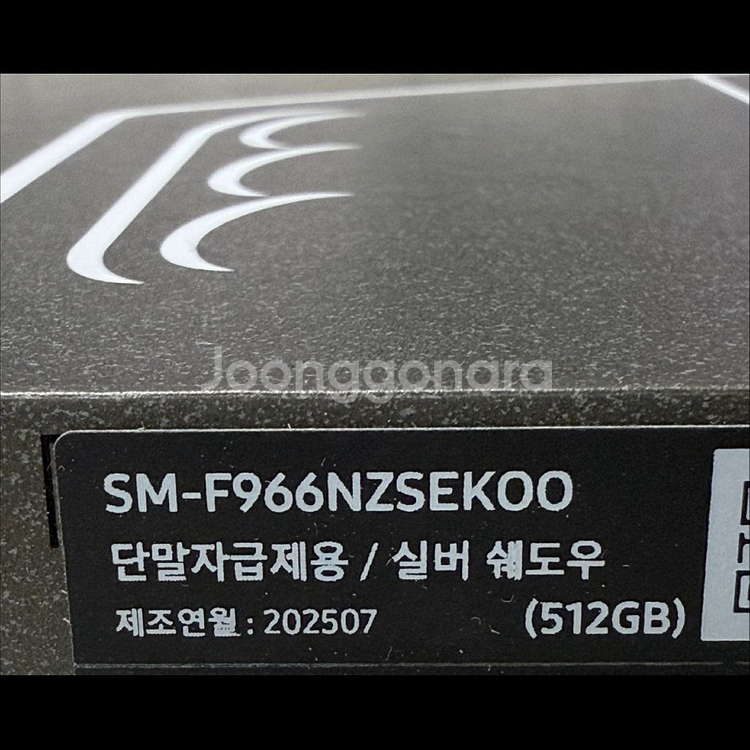 Joonggonara
SM-F966NZSEKOO
단말자급제용 / 실버 쉐도우
제조연월 : 202507
(512GB)